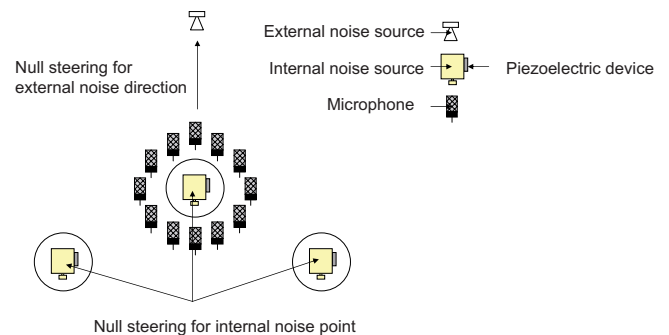 External noise source
Null steering for
external noise direction
Internal noise source
Piezoelectric device
Microphone
Null steering for internal noise point